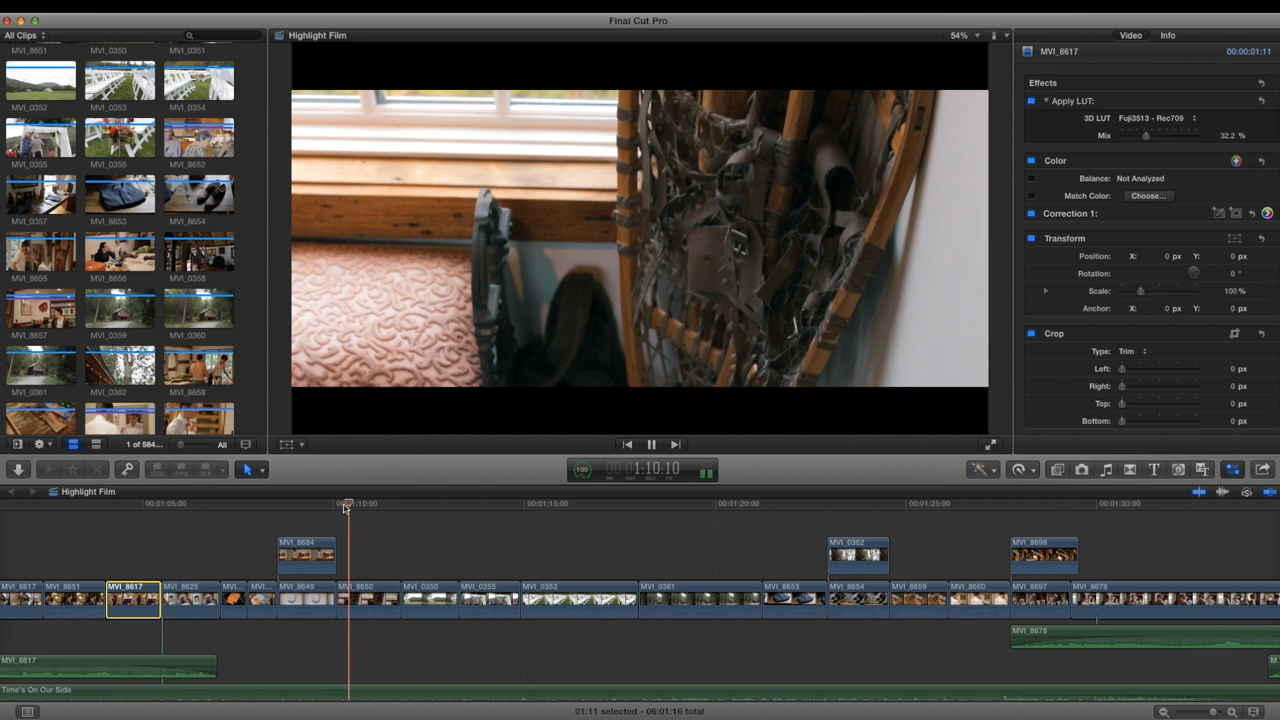 Final Cut Pro
All Clips
Highlight Film
54%
Video
Info
MVI_8651
MVI_0350
MVI_0351
MVI_8617
00:00:01:11
Effects
Apply LUT:
3D LUT Fuji3513 - Rec709
Mix 32.2 %
MVI_0352
MVI_0353
MVI_0354
Color
Balance: Not Analyzed
MVI_0355
MVI_0356
MVI_8652
Match Color: Choose...
Correction 1:
MVI_0357
MVI_8653
MVI_8654
Transform
Position: X: 0 px Y: 0 px
Rotation: 0 °
MVI_8655
MVI_8656
MVI_0358
Scale: 100 %
Anchor: X: 0 px Y: 0 px
MVI_8657
MVI_0359
MVI_0360
Crop
Type: Trim
Left: 0 px
MVI_0361
MVI_0362
MVI_8658
Right: 0 px
Top: 0 px
Bottom: 0 px
1 of 584...
All
100
1:10:10
HR MIN SEC FR
Highlight Film
00:01:05:00
00:01:10:00
00:01:15:00
00:01:20:00
00:01:25:00
00:01:30:00
MVI_8684
MVI_0362
MVI_8698
MVI_8617
MVI_8651
MVI_8617
MVI_8625
MVI...
MVI...
MVI_8649
MVI_8650
MVI_0350
MVI_0355
MVI_0353
MVI_0361
MVI_8653
MVI_8654
MVI_8659
MVI_8660
MVI_8697
MVI_8678
MVI_8678
MVI_8617
M
Time's On Our Side
01:11 selected - 06:01:16 total